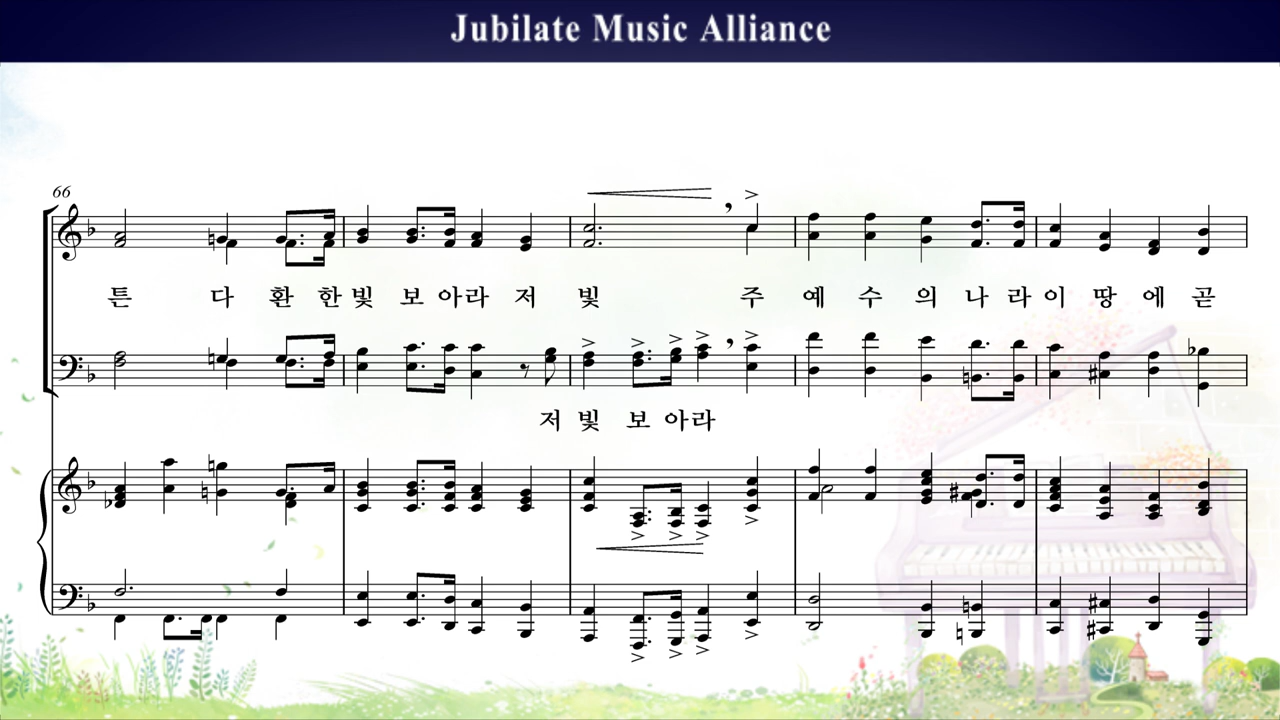 Jubilate Music Alliance
66
튼 다 환 한 빛 보 아 라 저 빛 주 예 수 의 나 라 이 땅 에 곧
저 빛 보 아 라